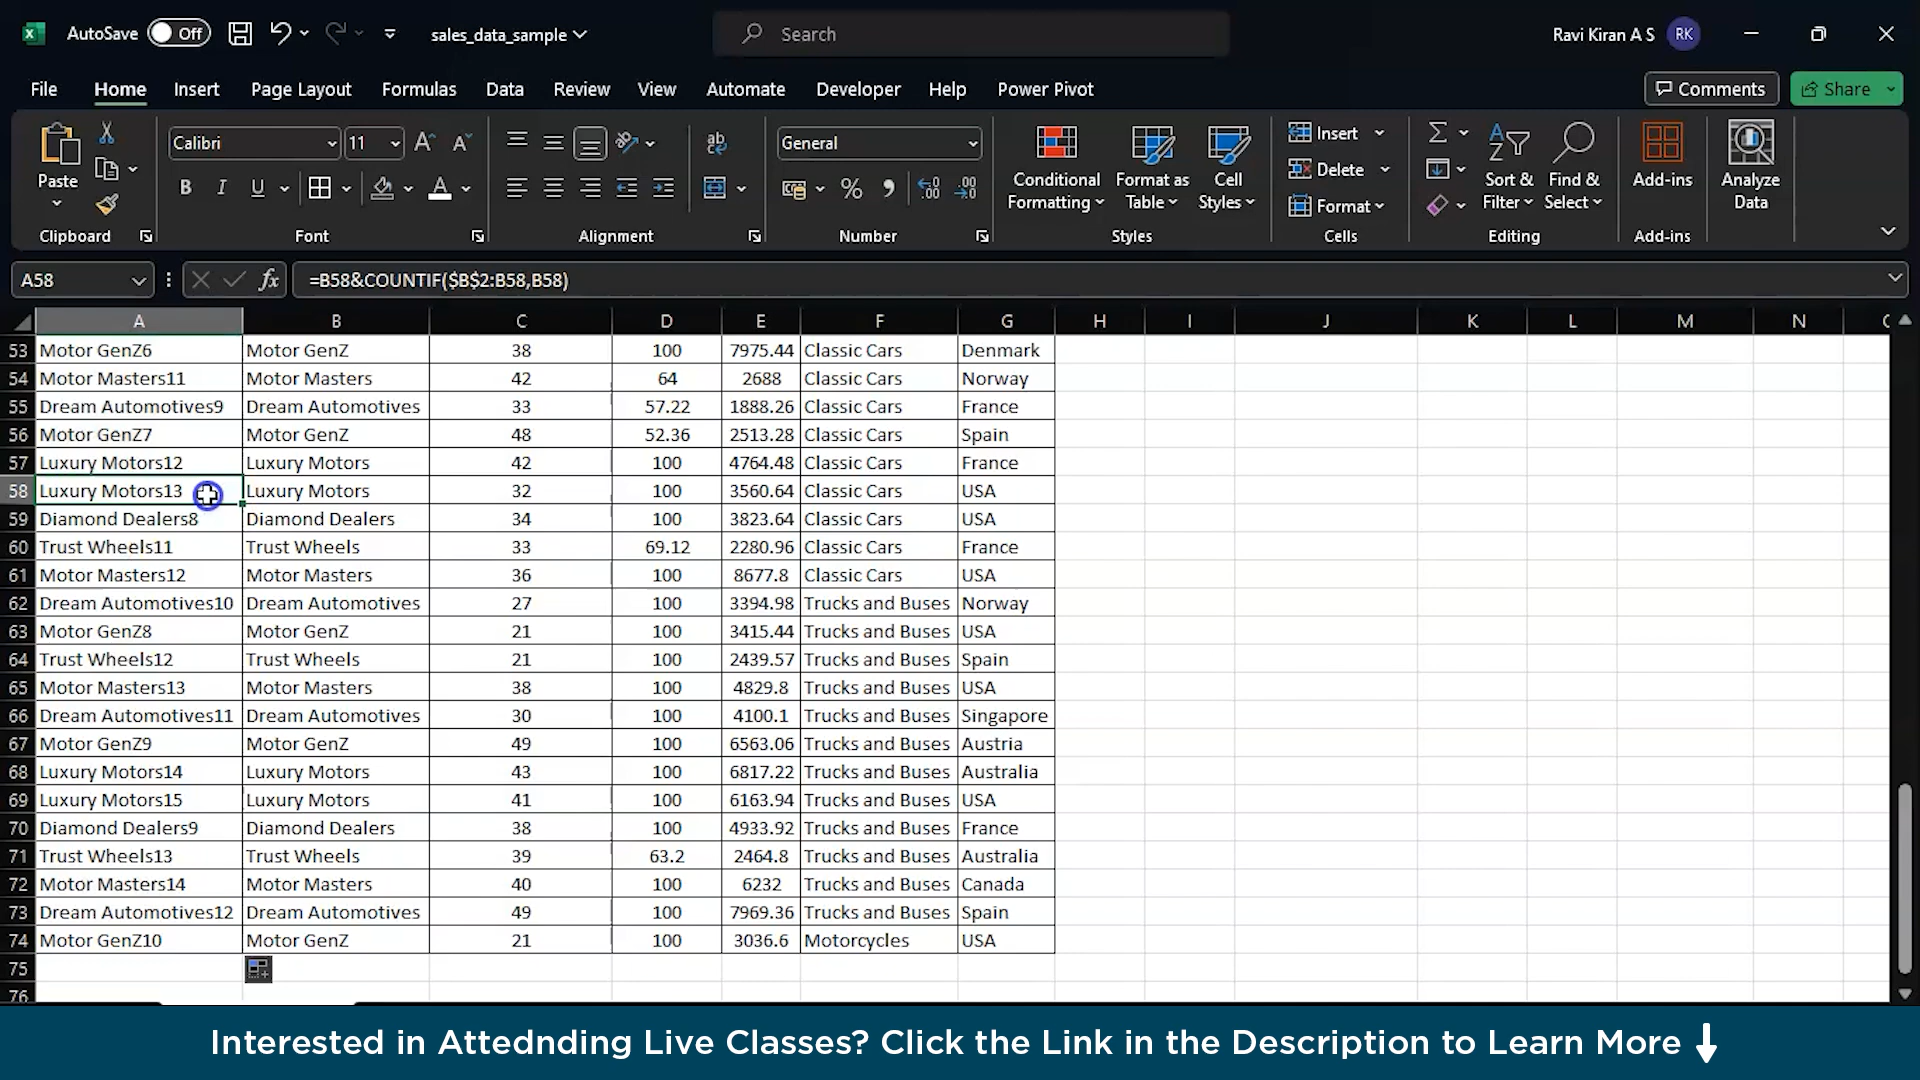 AutoSave Off sales_data_sample Search Ravi Kiran A S RK
File Home Insert Page Layout Formulas Data Review View Automate Developer Help Power Pivot Comments Share
Calibri 11 General Insert
Paste Conditional Formatting Format as Table Cell Styles Delete Sort & Filter Find & Select Add-ins Analyze Data
B I U Format
Clipboard Font Alignment Number Styles Cells Editing Add-ins
A58 fx =B58&COUNTIF($B$2:B58,B58)
A B C D E F G H I J K L M N
53 Motor GenZ6 Motor GenZ 38 100 7975.44 Classic Cars Denmark
54 Motor Masters11 Motor Masters 42 64 2688 Classic Cars Norway
55 Dream Automotives9 Dream Automotives 33 57.22 1888.26 Classic Cars France
56 Motor GenZ7 Motor GenZ 48 52.36 2513.28 Classic Cars Spain
57 Luxury Motors12 Luxury Motors 42 100 4764.48 Classic Cars France
58 Luxury Motors13 Luxury Motors 32 100 3560.64 Classic Cars USA
59 Diamond Dealers8 Diamond Dealers 34 100 3823.64 Classic Cars USA
60 Trust Wheels11 Trust Wheels 33 69.12 2280.96 Classic Cars France
61 Motor Masters12 Motor Masters 36 100 8677.8 Classic Cars USA
62 Dream Automotives10 Dream Automotives 27 100 3394.98 Trucks and Buses Norway
63 Motor GenZ8 Motor GenZ 21 100 3415.44 Trucks and Buses USA
64 Trust Wheels12 Trust Wheels 21 100 2439.57 Trucks and Buses Spain
65 Motor Masters13 Motor Masters 38 100 4829.8 Trucks and Buses USA
66 Dream Automotives11 Dream Automotives 30 100 4100.1 Trucks and Buses Singapore
67 Motor GenZ9 Motor GenZ 49 100 6563.06 Trucks and Buses Austria
68 Luxury Motors14 Luxury Motors 43 100 6817.22 Trucks and Buses Australia
69 Luxury Motors15 Luxury Motors 41 100 6163.94 Trucks and Buses USA
70 Diamond Dealers9 Diamond Dealers 38 100 4933.92 Trucks and Buses France
71 Trust Wheels13 Trust Wheels 39 63.2 2464.8 Trucks and Buses Australia
72 Motor Masters14 Motor Masters 40 100 6232 Trucks and Buses Canada
73 Dream Automotives12 Dream Automotives 49 100 7969.36 Trucks and Buses Spain
74 Motor GenZ10 Motor GenZ 21 100 3036.6 Motorcycles USA
75
76
Interested in Attednding Live Classes? Click the Link in the Description to Learn More